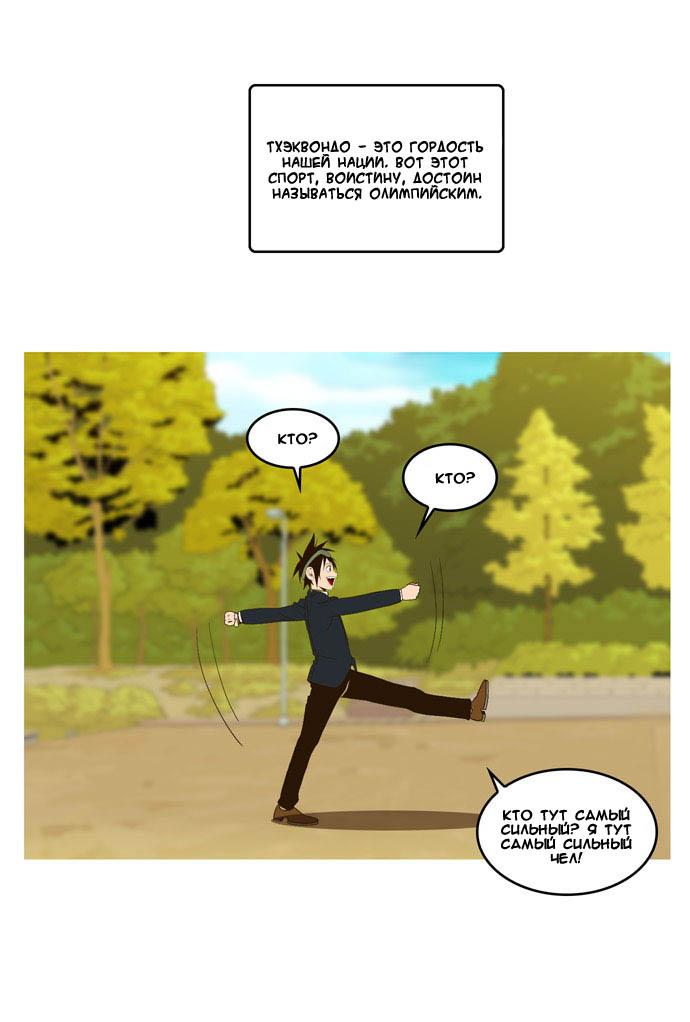 ТХЭКВОНДО - ЭТО ГОРДОСТЬ
НАШЕЙ НАЦИИ. ВОТ ЭТОТ
СПОРТ, ВОИСТИНУ, ДОСТОИН
НАЗЫВАТЬСЯ ОЛИМПИЙСКИМ.
КТО?
КТО?
КТО ТУТ САМЫЙ
СИЛЬНЫЙ? Я ТУТ
САМЫЙ СИЛЬНЫЙ
ЧЕЛ!